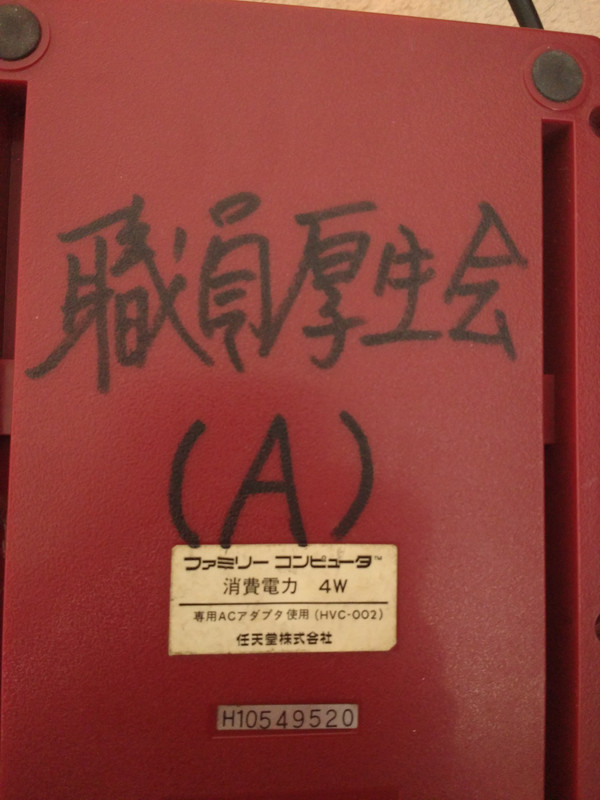 職員厚生会
(A)
ファミリー コンピュータ™
消費電力 4W
専用ACアダプタ使用(HVC-002)
任天堂株式会社
H10549520